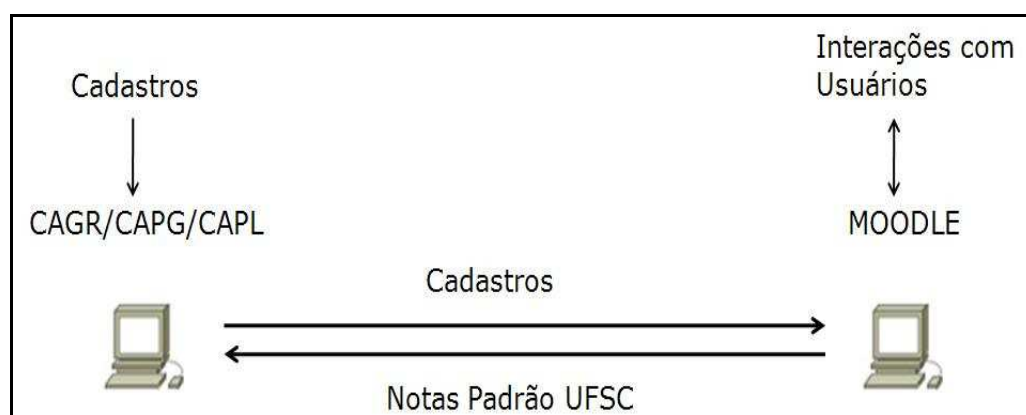 Cadastros
Interações com
Usuários
CAGR/CAPG/CAPL
MOODLE
Cadastros
Notas Padrão UFSC